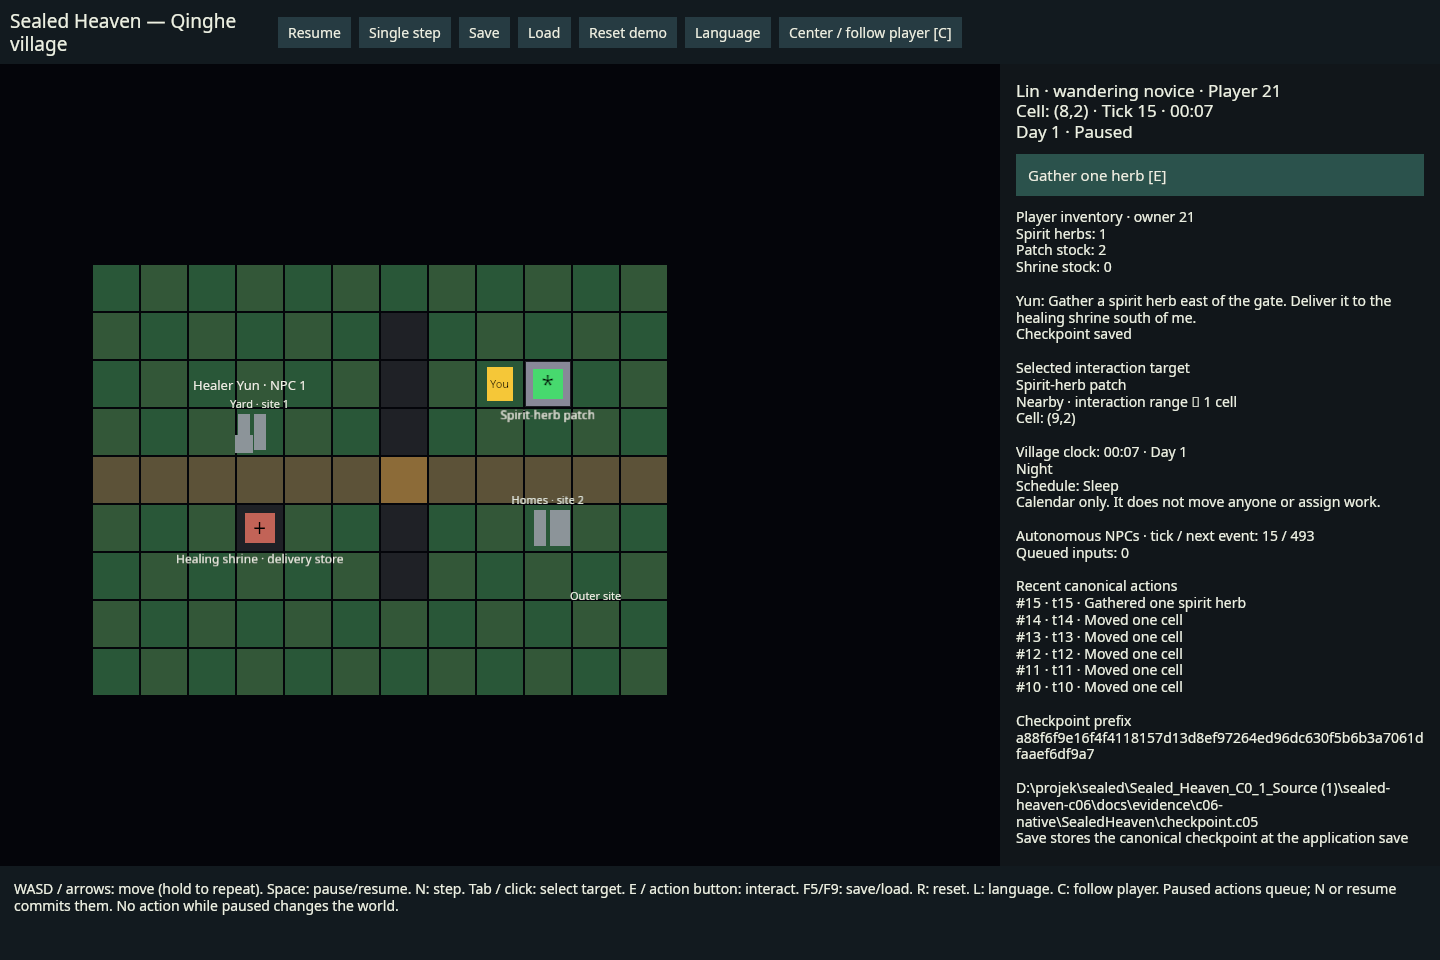 Sealed Heaven — Qinghe
village
Resume
Single step
Save
Load
Reset demo
Language
Center / follow player [C]
Lin · wandering novice · Player 21
Cell: (8,2) · Tick 15 · 00:07
Day 1 · Paused
Gather one herb [E]
Player inventory · owner 21
Spirit herbs: 1
Patch stock: 2
Shrine stock: 0
Yun: Gather a spirit herb east of the gate. Deliver it to the
healing shrine south of me.
Checkpoint saved
Selected interaction target
Spirit-herb patch
Nearby · interaction range ▯ 1 cell
Cell: (9,2)
Village clock: 00:07 · Day 1
Night
Schedule: Sleep
Calendar only. It does not move anyone or assign work.
Autonomous NPCs · tick / next event: 15 / 493
Queued inputs: 0
Recent canonical actions
#15 · t15 · Gathered one spirit herb
#14 · t14 · Moved one cell
#13 · t13 · Moved one cell
#12 · t12 · Moved one cell
#11 · t11 · Moved one cell
#10 · t10 · Moved one cell
Checkpoint prefix
a88f6f9e16f4f4118157d13d8ef97264ed96dc630f5b6b3a7061d
faaef6df9a7
D:\projek\sealed\Sealed_Heaven_C0_1_Source (1)\sealed-
heaven-c06\docs\evidence\c06-
native\SealedHeaven\checkpoint.c05
Save stores the canonical checkpoint at the application save
Healer Yun · NPC 1
Yard · site 1
You
*
Spirit-herb patch
Homes · site 2
+
Healing shrine · delivery store
Outer site
WASD / arrows: move (hold to repeat). Space: pause/resume. N: step. Tab / click: select target. E / action button: interact. F5/F9: save/load. R: reset. L: language. C: follow player. Paused actions queue; N or resume
commits them. No action while paused changes the world.